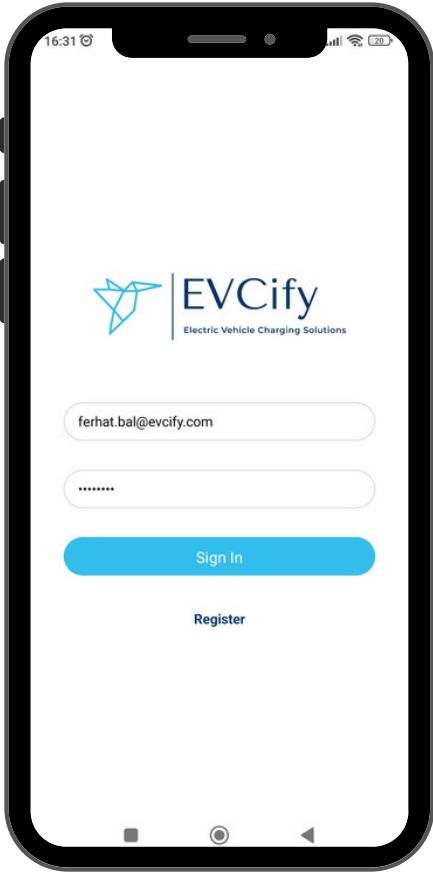 16:31
20
EVCify
Electric Vehicle Charging Solutions
ferhat.bal@evcify.com
••••••••
Sign In
Register